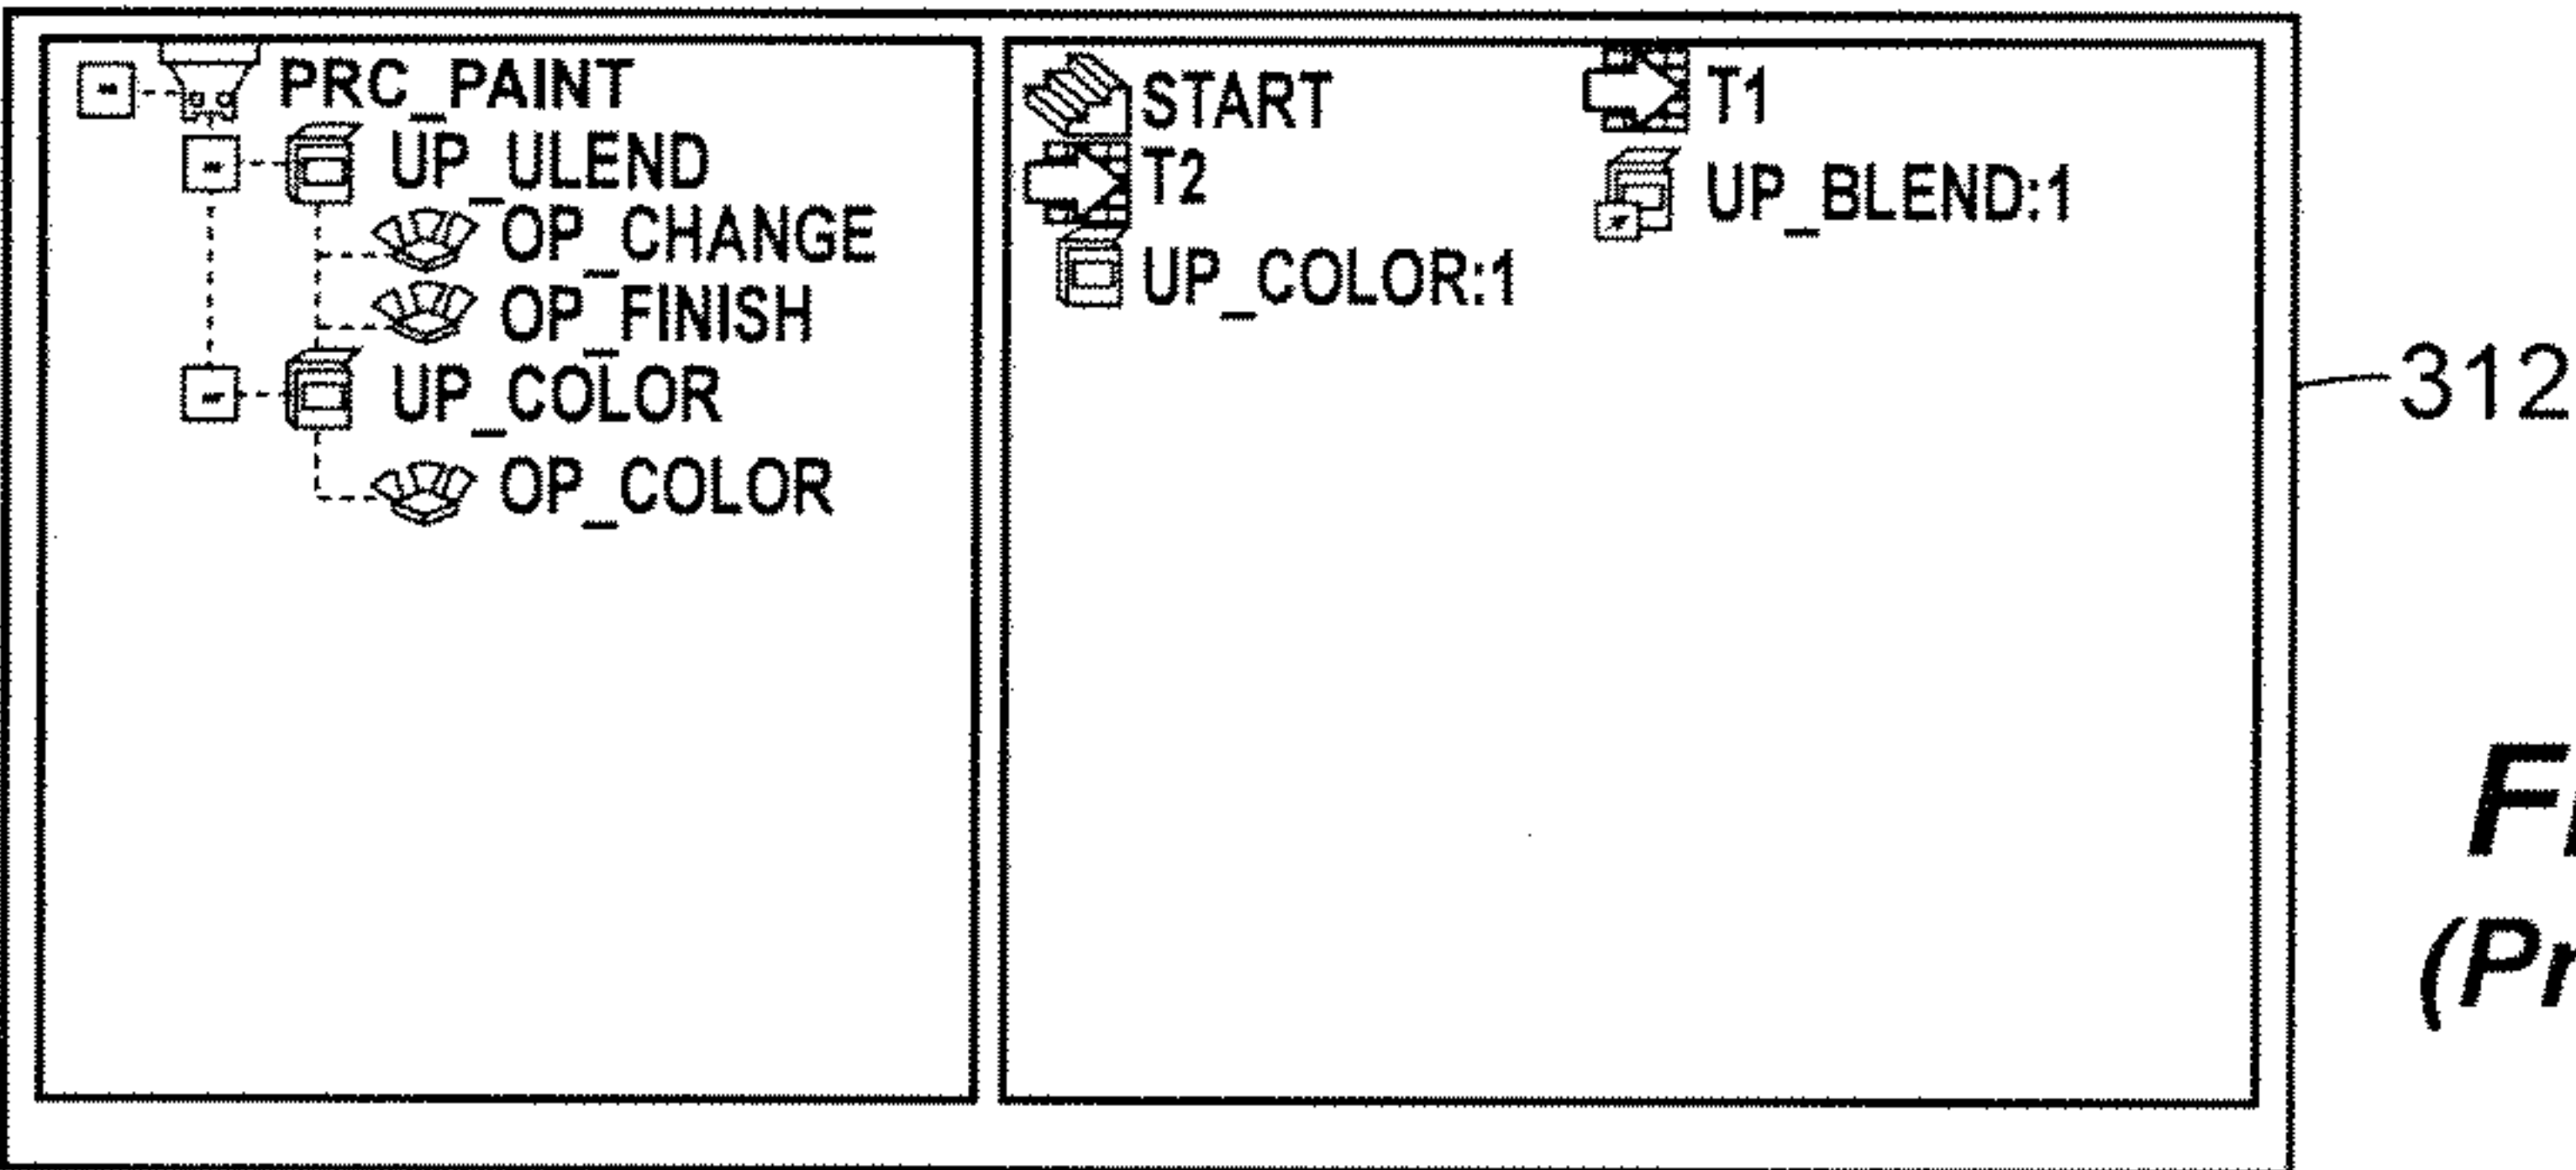 PRC_PAINT
UP_ULEND
OP_CHANGE
OP_FINISH
UP_COLOR
OP_COLOR
START
T1
T2
UP_BLEND:1
UP_COLOR:1
312